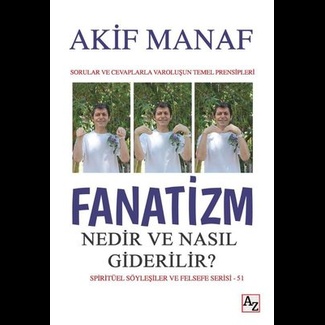 AKİF MANAF
SORULAR VE CEVAPLARLA VAROLUŞUN TEMEL PRENSİPLERİ
FANATİZM
NEDİR VE NASIL
GİDERİLİR?
SPİRİTÜEL SÖYLEŞİLER VE FELSEFE SERİSİ - 51
AZ